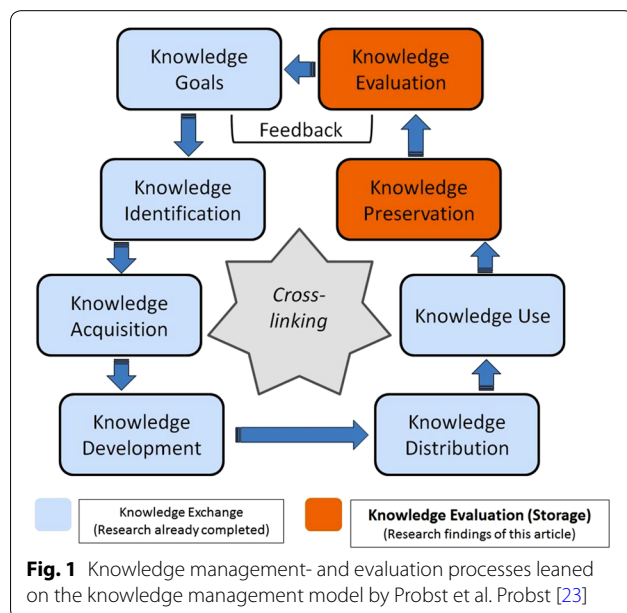 Knowledge
Goals
Knowledge
Evaluation
Feedback
Knowledge
Identification
Knowledge
Preservation
Knowledge
Acquisition
Cross-
linking
Knowledge Use
Knowledge
Development
Knowledge
Distribution
Knowledge Exchange
(Research already completed)
Knowledge Evaluation (Storage)
(Research findings of this article)
Fig. 1 Knowledge management- and evaluation processes leaned
on the knowledge management model by Probst et al. Probst [23]